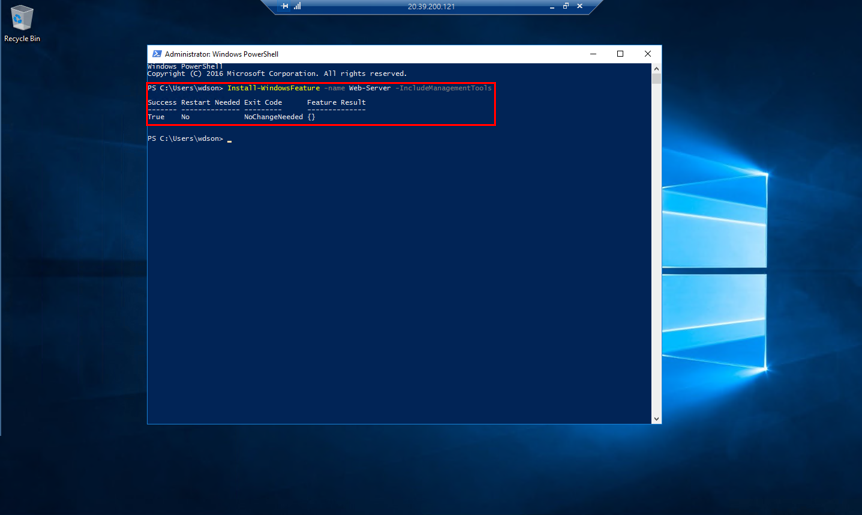 20.39.200.121
Recycle Bin
Administrator: Windows PowerShell
Windows PowerShell
Copyright (C) 2016 Microsoft Corporation. All rights reserved.
PS C:\Users\wdson> Install-WindowsFeature -name Web-Server -IncludeManagementTools
Success Restart Needed Exit Code      Feature Result
------- -------------- ---------      --------------
True    No             NoChangeNeeded {}
PS C:\Users\wdson> _